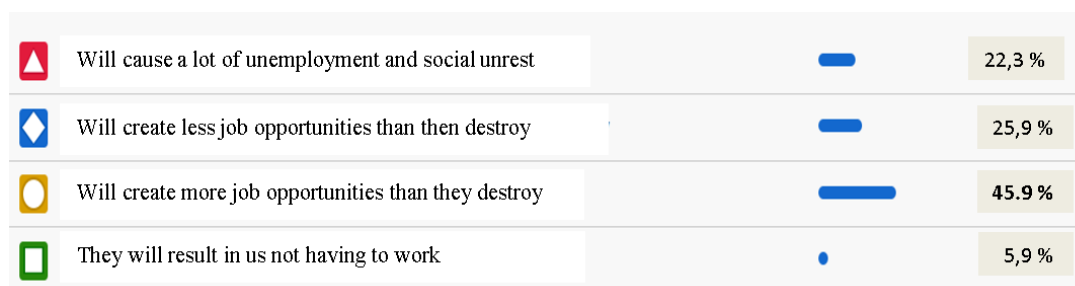 Will cause a lot of unemployment and social unrest 22,3 %
Will create less job opportunities than then destroy 25,9 %
Will create more job opportunities than they destroy 45.9 %
They will result in us not having to work 5,9 %